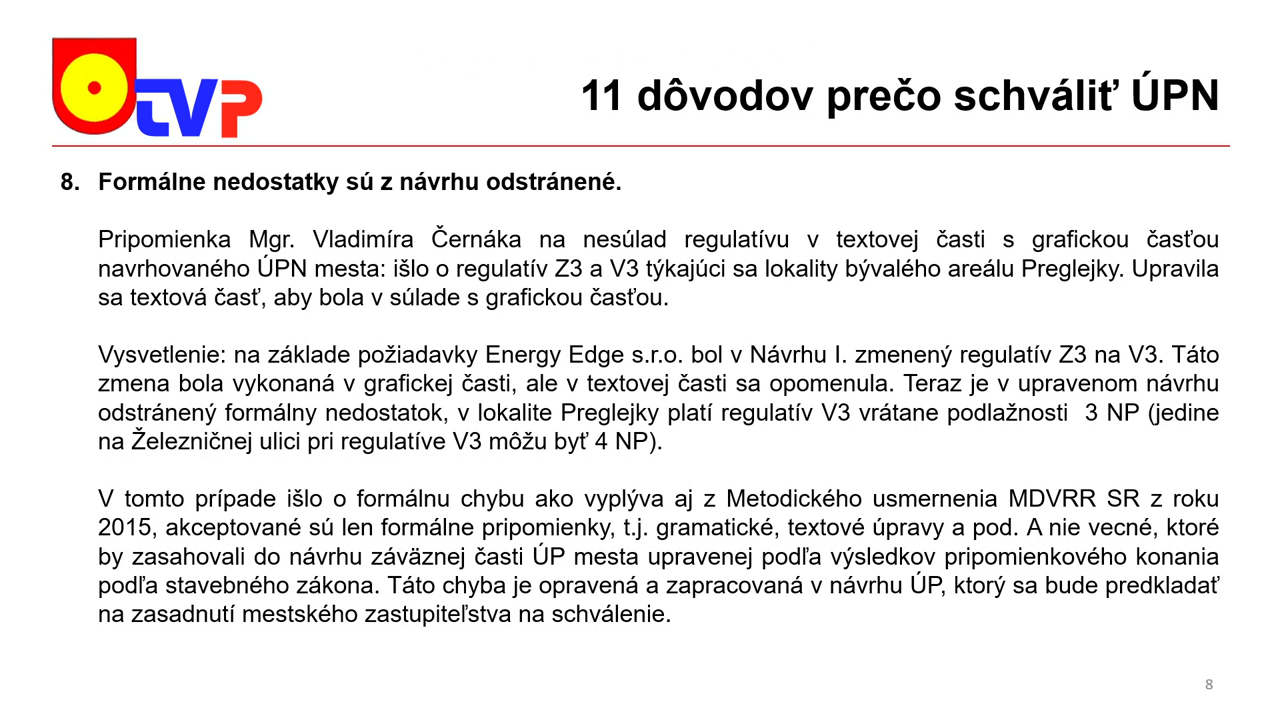 tVP
11 dôvodov prečo schváliť ÚPN
8. Formálne nedostatky sú z návrhu odstránené.
Pripomienka Mgr. Vladimíra Černáka na nesúlad regulatívu v textovej časti s grafickou časťou
navrhovaného ÚPN mesta: išlo o regulatív Z3 a V3 týkajúci sa lokality bývalého areálu Preglejky. Upravila
sa textová časť, aby bola v súlade s grafickou časťou.
Vysvetlenie: na základe požiadavky Energy Edge s.r.o. bol v Návrhu I. zmenený regulatív Z3 na V3. Táto
zmena bola vykonaná v grafickej časti, ale v textovej časti sa opomenula. Teraz je v upravenom návrhu
odstránený formálny nedostatok, v lokalite Preglejky platí regulatív V3 vrátane podlažnosti  3 NP (jedine
na Železničnej ulici pri regulatíve V3 môžu byť 4 NP).
V tomto prípade išlo o formálnu chybu ako vyplýva aj z Metodického usmernenia MDVRR SR z roku
2015, akceptované sú len formálne pripomienky, t.j. gramatické, textové úpravy a pod. A nie vecné, ktoré
by zasahovali do návrhu záväznej časti ÚP mesta upravenej podľa výsledkov pripomienkového konania
podľa stavebného zákona. Táto chyba je opravená a zapracovaná v návrhu ÚP, ktorý sa bude predkladať
na zasadnutí mestského zastupiteľstva na schválenie.
8